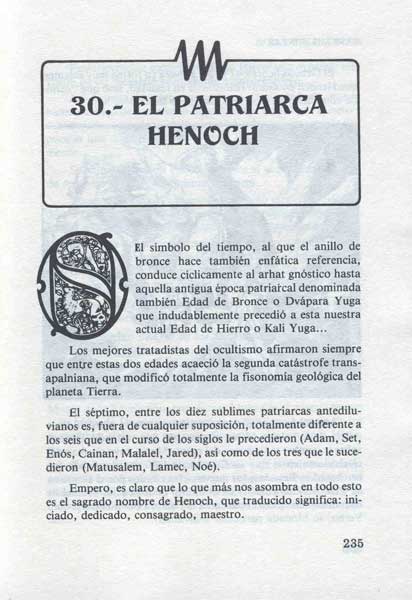 30.- EL PATRIARCA
HENOCH
El símbolo del tiempo, al que el anillo de
bronce hace también enfática referencia,
conduce cíclicamente al arhat gnóstico hasta
aquella antigua época patriarcal denominada
también Edad de Bronce o Dvápara Yuga
que indudablemente precedió a esta nuestra
actual Edad de Hierro o Kali Yuga...
Los mejores tratadistas del ocultismo afirmaron siempre
que entre estas dos edades acaeció la segunda catástrofe trans-
apalniana, que modificó totalmente la fisonomía geológica del
planeta Tierra.
El séptimo, entre los diez sublimes patriarcas antedilu-
vianos es, fuera de cualquier suposición, totalmente diferente a
los seis que en el curso de los siglos le precedieron (Adam, Set,
Enós, Cainan, Malalel, Jared), así como de los tres que le suce-
dieron (Matusalem, Lamec, Noé).
Empero, es claro que lo que más nos asombra en todo esto
es el sagrado nombre de Henoch, que traducido significa: ini-
ciado, dedicado, consagrado, maestro.
235